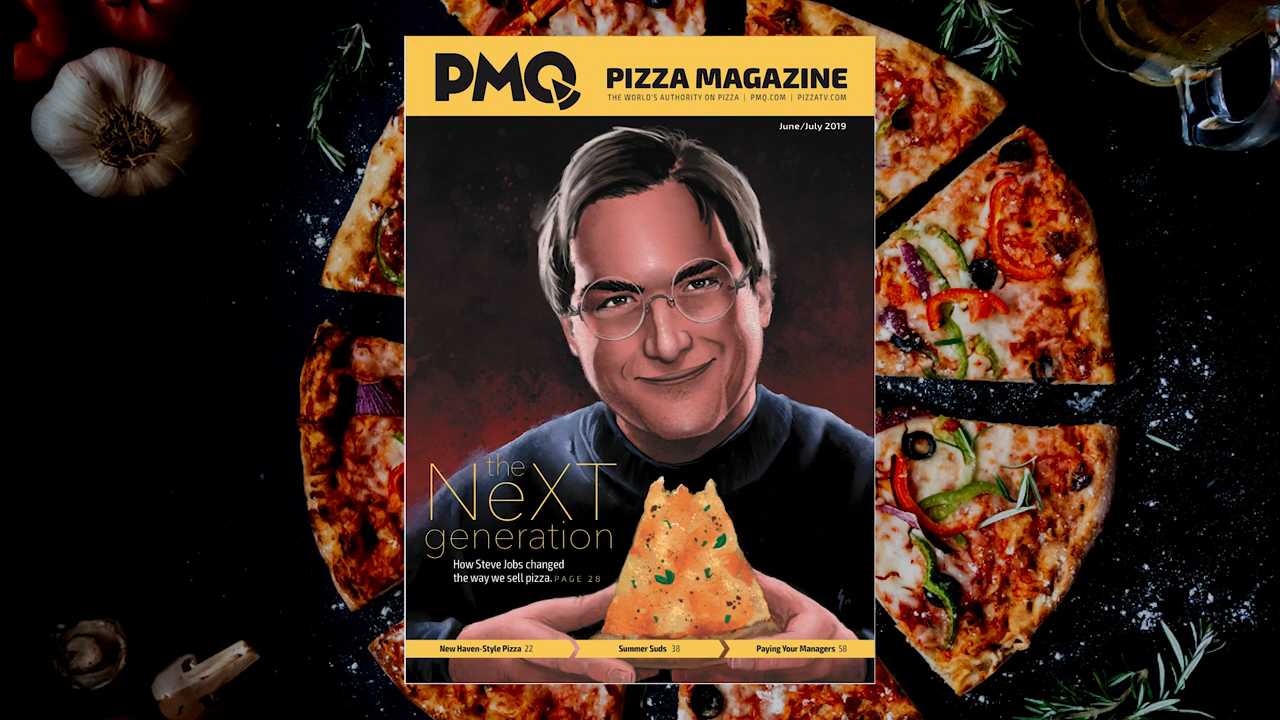 PMQ
PIZZA MAGAZINE
THE WORLD'S AUTHORITY ON PIZZA | PMQ.COM | PIZZATV.COM
June/July 2019
the
NeXT
generation
How Steve Jobs changed
the way we sell pizza. PAGE 28
New Haven-Style Pizza 22
Summer Suds 38
Paying Your Managers 58